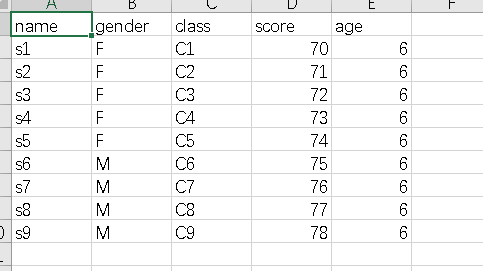 A B C D E F
name gender class score age
s1 F C1 70 6
s2 F C2 71 6
s3 F C3 72 6
s4 F C4 73 6
s5 F C5 74 6
s6 M C6 75 6
s7 M C7 76 6
s8 M C8 77 6
s9 M C9 78 6